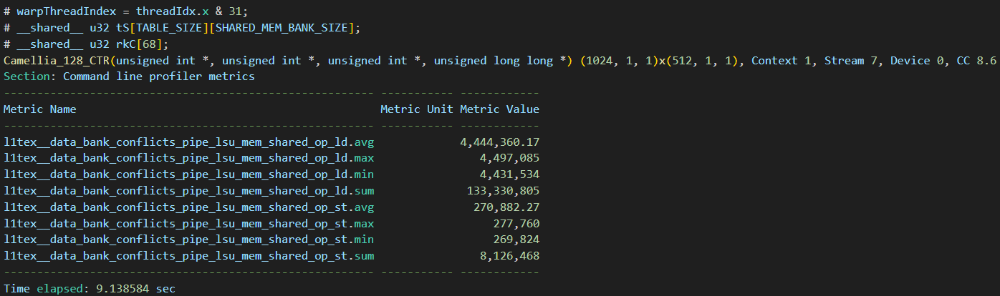 # warpThreadIndex = threadIdx.x & 31;
# __shared__ u32 tS[TABLE_SIZE][SHARED_MEM_BANK_SIZE];
# __shared__ u32 rkC[68];
Camellia_128_CTR(unsigned int *, unsigned int *, unsigned int *, unsigned long long *) (1024, 1, 1)x(512, 1, 1), Context 1, Stream 7, Device 0, CC 8.6
Section: Command line profiler metrics
------------------------------------------------------- ----------- ------------
Metric Name Metric Unit Metric Value
------------------------------------------------------- ----------- ------------
l1tex__data_bank_conflicts_pipe_lsu_mem_shared_op_ld.avg 4,444,360.17
l1tex__data_bank_conflicts_pipe_lsu_mem_shared_op_ld.max 4,497,085
l1tex__data_bank_conflicts_pipe_lsu_mem_shared_op_ld.min 4,431,534
l1tex__data_bank_conflicts_pipe_lsu_mem_shared_op_ld.sum 133,330,805
l1tex__data_bank_conflicts_pipe_lsu_mem_shared_op_st.avg 270,882.27
l1tex__data_bank_conflicts_pipe_lsu_mem_shared_op_st.max 277,760
l1tex__data_bank_conflicts_pipe_lsu_mem_shared_op_st.min 269,824
l1tex__data_bank_conflicts_pipe_lsu_mem_shared_op_st.sum 8,126,468
------------------------------------------------------- ----------- ------------
Time elapsed: 9.138584 sec